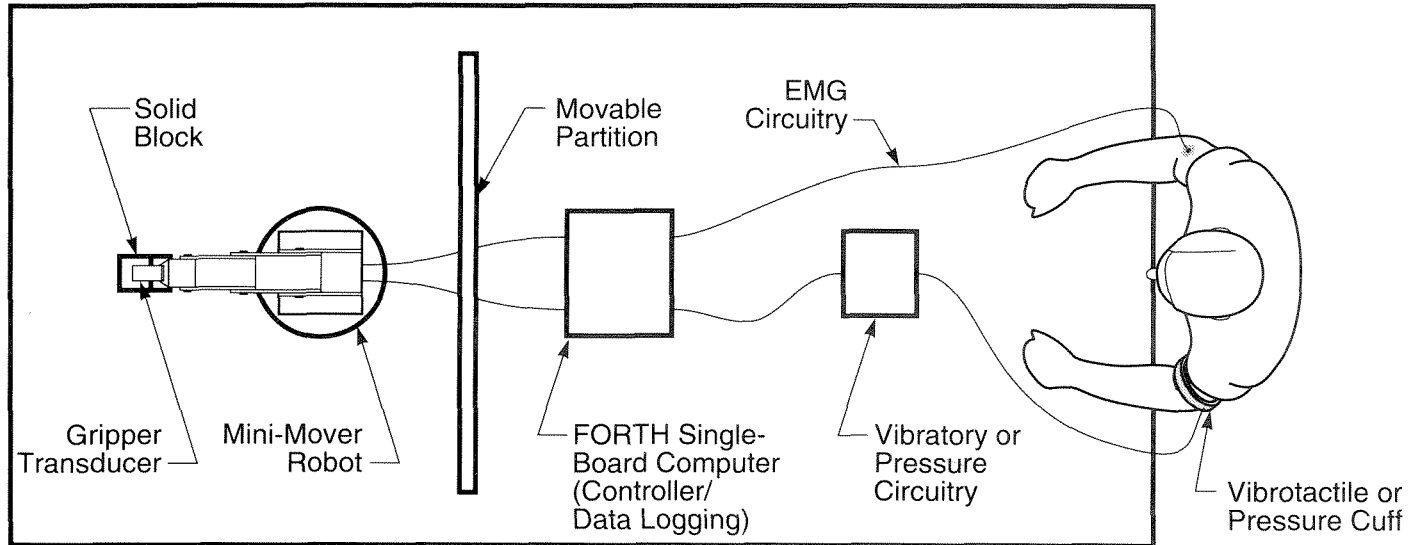 Solid
Block
Movable
Partition
EMG
Circuitry
Gripper
Transducer
Mini-Mover
Robot
FORTH Single-
Board Computer
(Controller/
Data Logging)
Vibratory or
Pressure
Circuitry
Vibrotactile or
Pressure Cuff